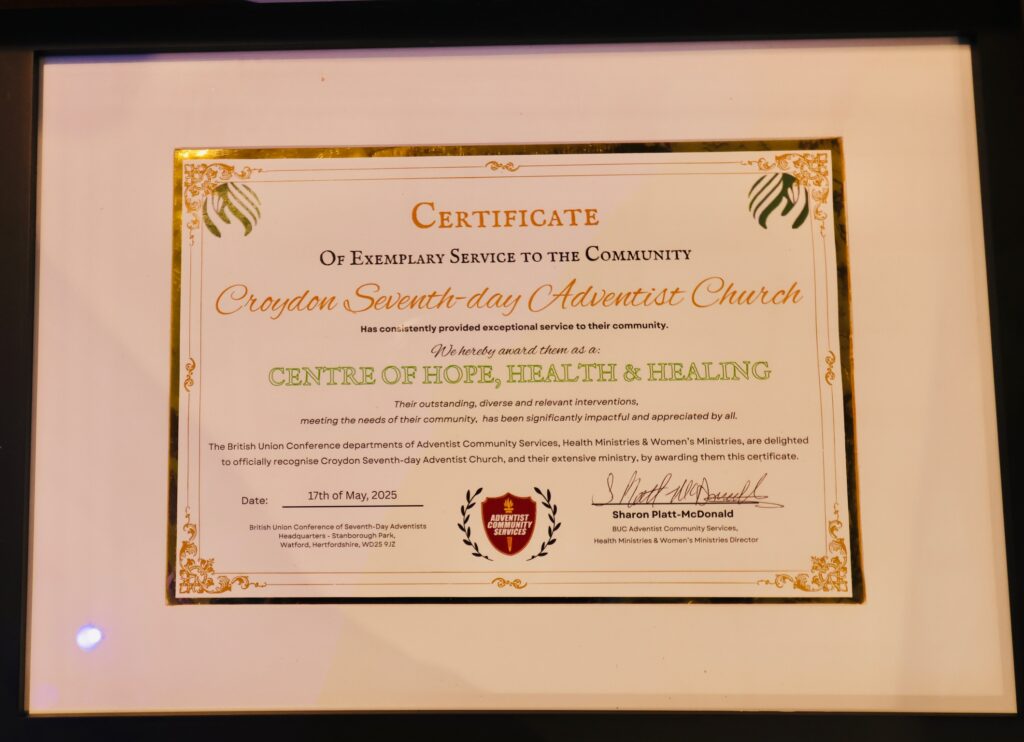 CERTIFICATE
OF EXEMPLARY SERVICE TO THE COMMUNITY
Croydon Seventh-day Adventist Church
Has consistently provided exceptional service to their community.
We hereby award them as a:
CENTRE OF HOPE, HEALTH & HEALING
Their outstanding, diverse and relevant interventions,
meeting the needs of their community, has been significantly impactful and appreciated by all.
The British Union Conference departments of Adventist Community Services, Health Ministries & Women's Ministries, are delighted
to officially recognise Croydon Seventh-day Adventist Church, and their extensive ministry, by awarding them this certificate.
Date: 17th of May, 2025
British Union Conference of Seventh-Day Adventists
Headquarters - Stanborough Park,
Watford, Hertfordshire, WD25 9JZ
ADVENTIST
COMMUNITY
SERVICES
S Platt-McDonald
Sharon Platt-McDonald
BUC Adventist Community Services,
Health Ministries & Women's Ministries Director